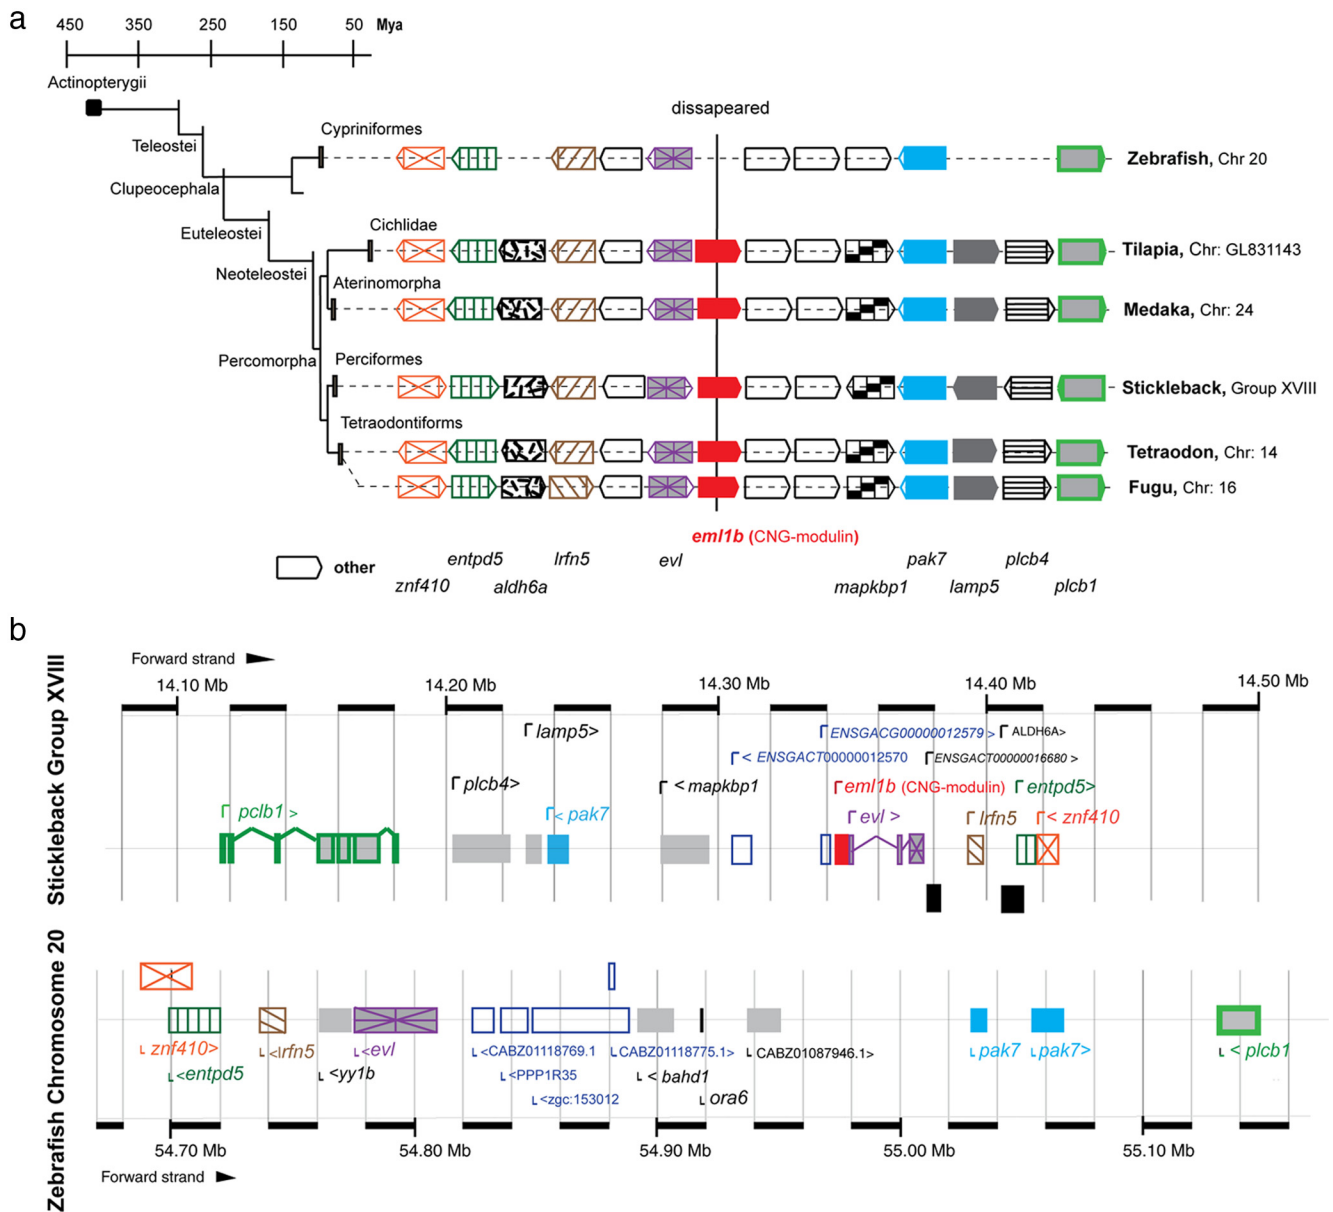 a
450 350 250 150 50 Mya
Actinopterygii
dissapeared
Cypriniformes
Teleostei
Zebrafish, Chr 20
Clupeocephala
Cichlidae
Euteleostei
Tilapia, Chr: GL831143
Neoteleostei
Aterinomorpha
Medaka, Chr: 24
Percomorpha
Perciformes
Stickleback, Group XVIII
Tetraodontiforms
Tetraodon, Chr: 14
Fugu, Chr: 16
eml1b (CNG-modulin)
other
entpd5 lrfn5 evl pak7 plcb4
znf410 aldh6a mapkbp1 lamp5 plcb1
b
Stickleback Group XVIII
Forward strand
14.10 Mb 14.20 Mb 14.30 Mb 14.40 Mb 14.50 Mb
lamp5> ENSGACG00000012579 > ALDH6A>
< ENSGACT00000012570 ENSGACT00000016680 >
plcb4> < mapkbp1 eml1b (CNG-modulin) entpd5>
pclb1 > < pak7 evl > lrfn5 < znf410
Zebrafish Chromosome 20
znf410> <lrfn5 <evl <CABZ01118769.1 CABZ01118775.1> CABZ01087946.1> pak7 pak7> < plcb1
<entpd5 <yy1b <PPP1R35 < bahd1
<zgc:153012 ora6
54.70 Mb 54.80 Mb 54.90 Mb 55.00 Mb 55.10 Mb
Forward strand